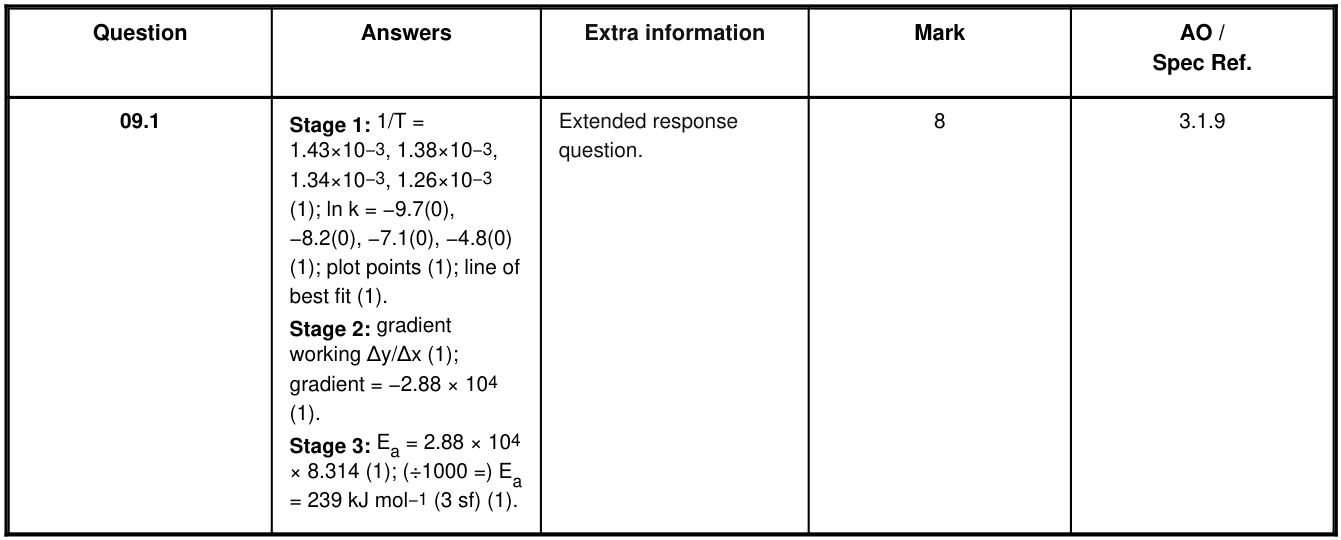 Question Answers Extra information Mark AO /
Spec Ref.
09.1
Stage 1: 1/T =
1.43×10−3, 1.38×10−3,
1.34×10−3, 1.26×10−3
(1); ln k = −9.7(0),
−8.2(0), −7.1(0), −4.8(0)
(1); plot points (1); line of
best fit (1).
Stage 2: gradient
working Δy/Δx (1);
gradient = −2.88 × 104
(1).
Stage 3: Ea = 2.88 × 104
× 8.314 (1); (÷1000 =) Ea
= 239 kJ mol−1 (3 sf) (1).
Extended response
question.
8
3.1.9